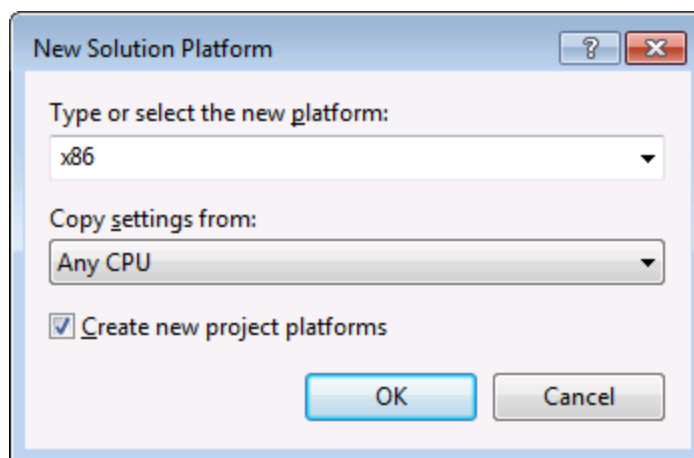 New Solution Platform
?
Type or select the new platform:
x86
Copy settings from:
Any CPU
Create new project platforms
OK Cancel